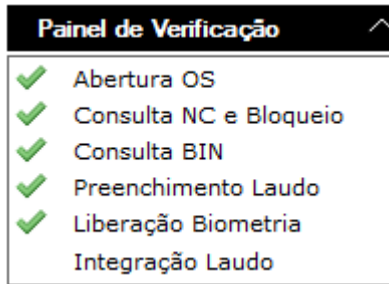 Painel de Verificação
Abertura OS
Consulta NC e Bloqueio
Consulta BIN
Preenchimento Laudo
Liberação Biometria
Integração Laudo